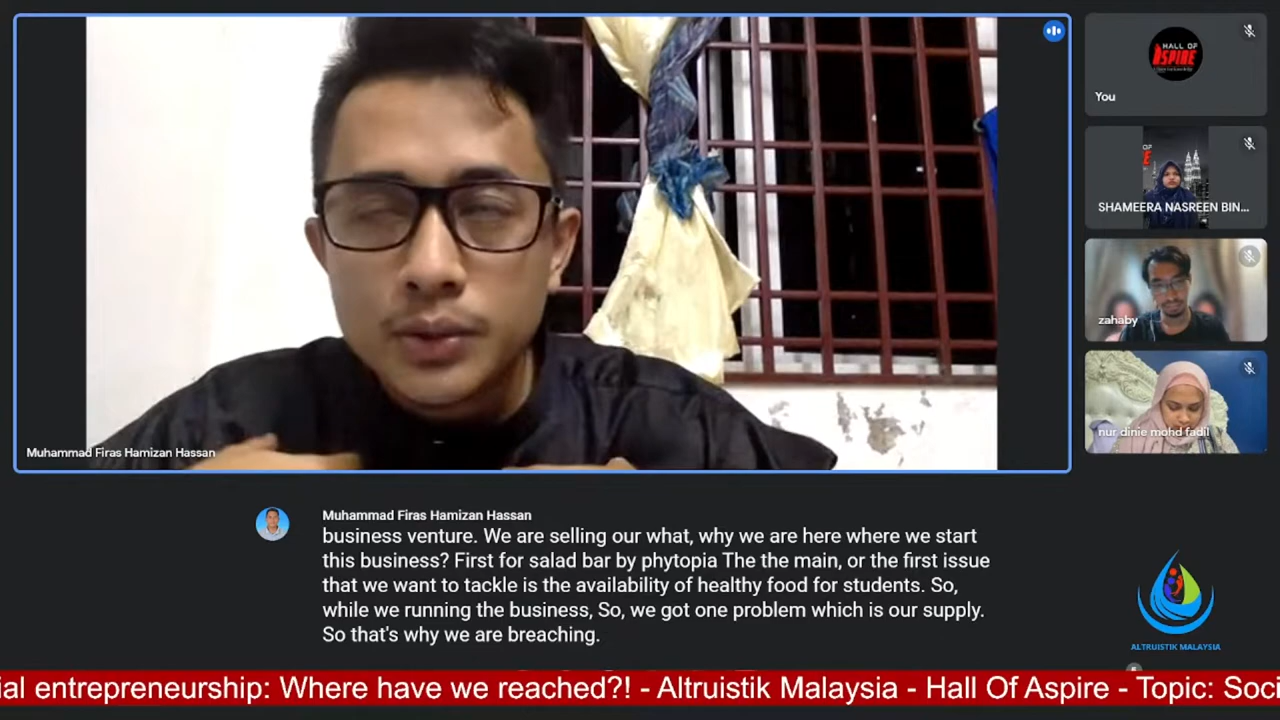 HALL OF
ASPIRE
You
SHAMEERA NASREEN BIN...
zahaby
nur dinie mohd fadil
Muhammad Firas Hamizan Hassan
Muhammad Firas Hamizan Hassan
business venture. We are selling our what, why we are here where we start
this business? First for salad bar by phytopia The the main, or the first issue
that we want to tackle is the availability of healthy food for students. So,
while we running the business, So, we got one problem which is our supply.
So that's why we are breaching.
ALTRUISTIK MALAYSIA
ial entrepreneurship: Where have we reached?! - Altruistik Malaysia - Hall Of Aspire - Topic: Soci